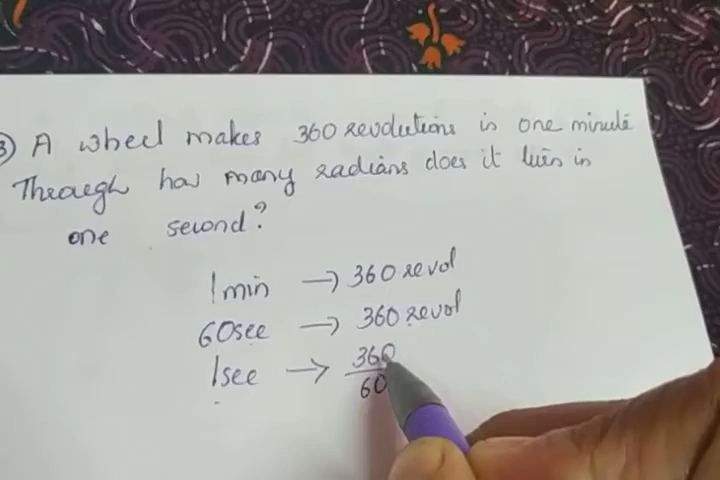 3) A wheel makes 360 revolutions is one minute
Through how many radians does it turn in
one second?
1 min → 360 revol
60 sec → 360 revol
1 sec → 360/60